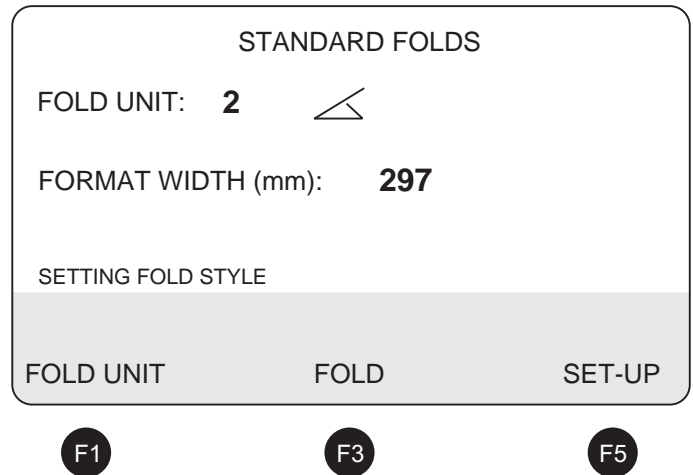 STANDARD FOLDS
FOLD UNIT: 2
FORMAT WIDTH (mm): 297
SETTING FOLD STYLE
FOLD UNIT FOLD SET-UP
F1 F3 F5